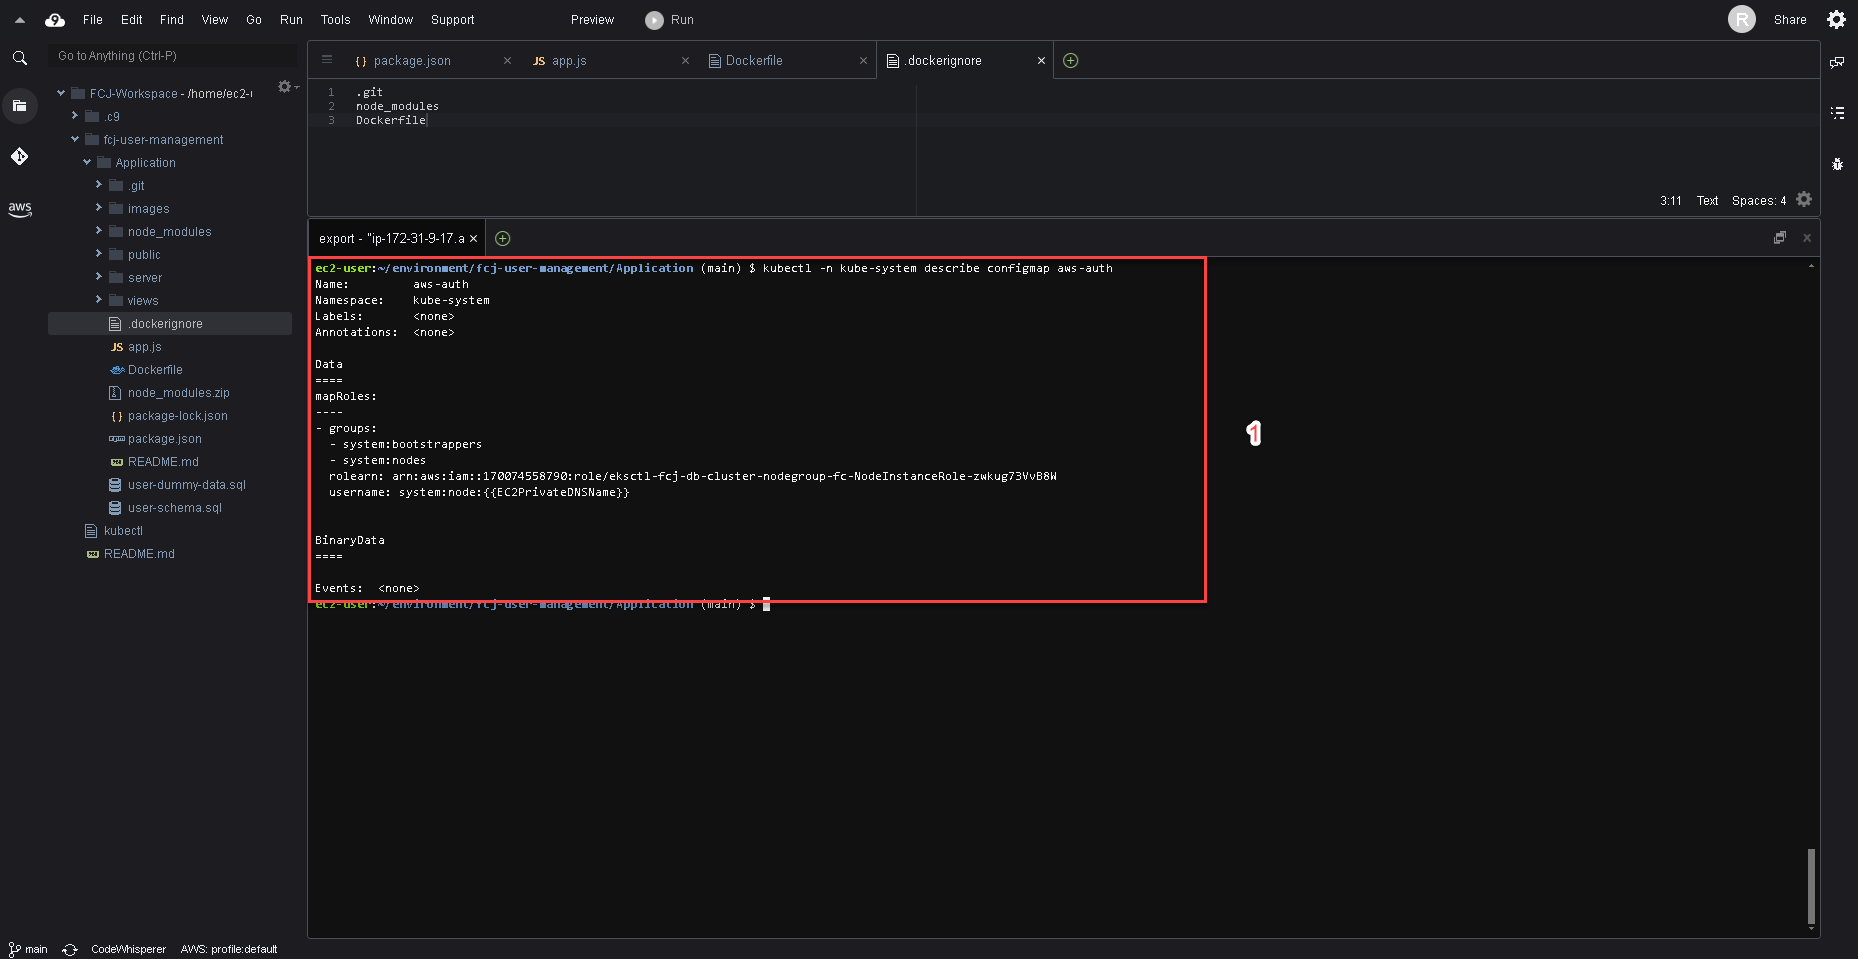 9 File Edit Find View Go Run Tools Window Support Preview Run R Share
Go to Anything (Ctrl-P)
{ } package.json × JS app.js × Dockerfile × .dockerignore ×
FCJ-Workspace - /home/ec2-
.c9
fcj-user-management
Application
.git
images
node_modules
public
server
views
.dockerignore
JS app.js
Dockerfile
node_modules.zip
{ } package-lock.json
package.json
README.md
user-dummy-data.sql
user-schema.sql
kubectl
README.md
aws
1 .git
2 node_modules
3 Dockerfile
3:11 Text Spaces: 4
export - "ip-172-31-9-17.a ×
ec2-user:~/environment/fcj-user-management/Application (main) $ kubectl -n kube-system describe configmap aws-auth
Name: aws-auth
Namespace: kube-system
Labels: <none>
Annotations: <none>
Data
====
mapRoles:
----
- groups:
- system:bootstrappers
- system:nodes
rolearn: arn:aws:iam::170074558790:role/eksctl-fcj-db-cluster-nodegroup-fc-NodeInstanceRole-zwkug73VvB8W
username: system:node:{{EC2PrivateDNSName}}
BinaryData
====
Events: <none>
ec2-user:~/environment/fcj-user-management/Application (main) $
1
main CodeWhisperer AWS: profile:default